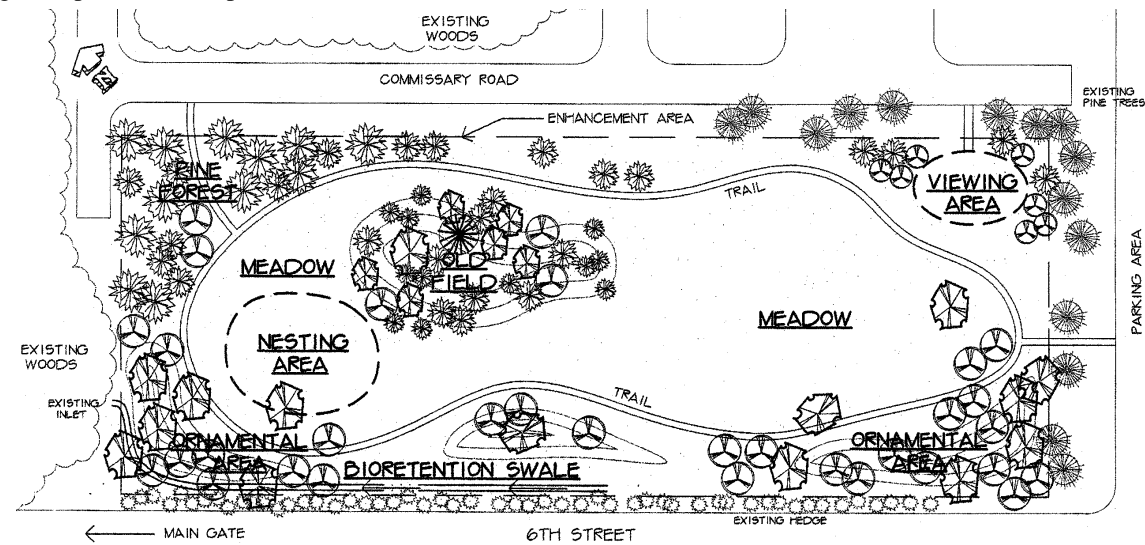 EXISTING
WOODS
COMMISSARY ROAD
EXISTING
PINE TREES
ENHANCEMENT AREA
PINE
FOREST
TRAIL
VIEWING
AREA
OLD
FIELD
MEADOW
PARKING AREA
MEADOW
NESTING
AREA
EXISTING
WOODS
TRAIL
EXISTING
INLET
ORNAMENTAL
AREA
ORNAMENTAL
AREA
BIORETENTION SWALE
EXISTING HEDGE
MAIN GATE
6TH STREET